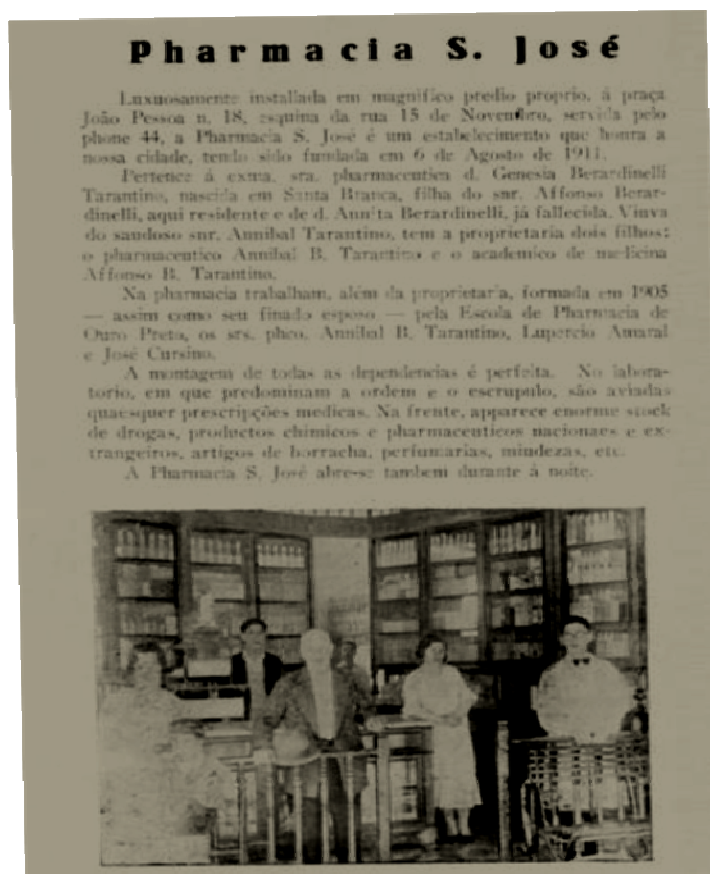 Pharmacia S. José
Luxuosamente installada em magnifico predio proprio, á praça
João Pessoa n. 18, esquina da rua 15 de Novembro, servida pelo
phone 44, a Pharmacia S. José é um estabelecimento que honra a
nossa cidade, tendo sido fundada em 6 de Agosto de 1911.
Pertence á exma. sra. pharmaceutica d. Genesia Berardinelli
Tarantino, nascida em Santa Branca, filha do snr. Affonso Berar-
dinelli, aqui residente e de d. Annita Berardinelli, já fallecida. Viuva
do saudoso snr. Annibal Tarantino, tem a proprietaria dois filhos:
o pharmaceutico Annibal B. Tarantino e o academico de medicina
Affonso B. Tarantino.
Na pharmacia trabalham, além da proprietaria, formada em 1905
— assim como seu finado esposo — pela Escola de Pharmacia de
Ouro Preto, os srs. phco. Annibal B. Tarantino, Lupercio Amaral
e José Cursino.
A montagem de todas as dependencias é perfeita. No labora-
torio, em que predominam a ordem e o escrupulo, são aviadas
quaesquer prescripções medicas. Na frente, apparece enorme stock
de drogas, productos chimicos e pharmaceuticos nacionaes e ex-
trangeiros, artigos de borracha, perfumarias, miudezas, etc.
A Pharmacia S. José abre-se tambem durante á noite.